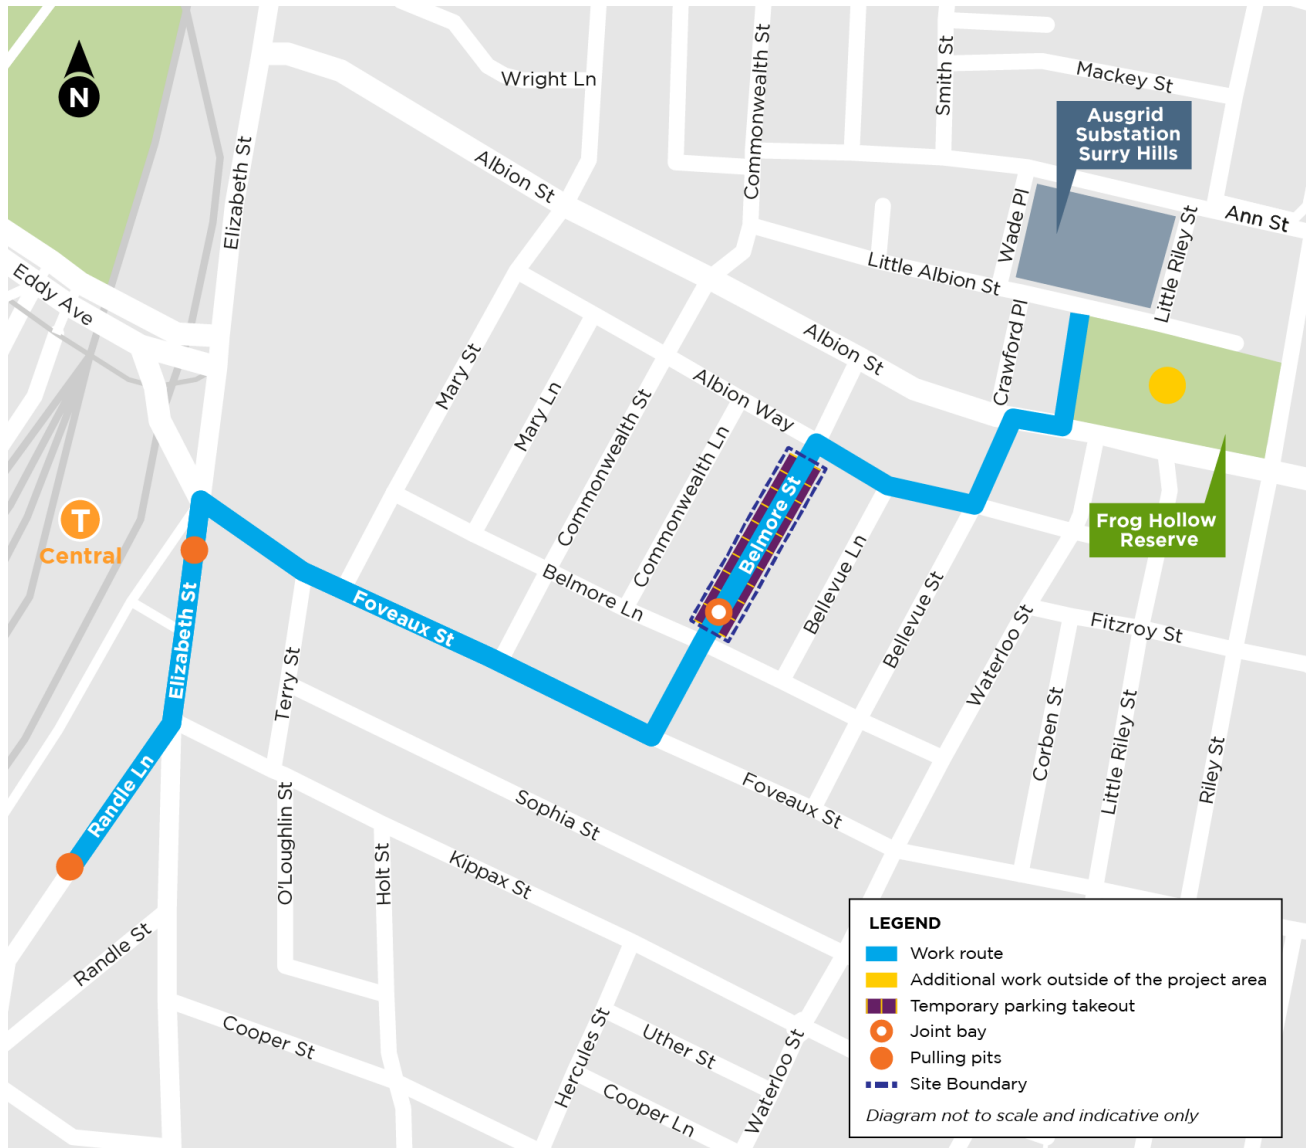 N
Wright Ln
Commonwealth St
Smith St
Mackey St
Ausgrid
Substation
Surry Hills
Elizabeth St
Albion St
Wade Pl
Ann St
Little Riley St
Little Albion St
Eddy Ave
Crawford Pl
Albion St
Mary St
Mary Ln
Albion Way
Commonwealth St
Commonwealth Ln
Belmore St
T
Central
Frog Hollow
Reserve
Belmore Ln
Bellevue Ln
Bellevue St
Waterloo St
Fitzroy St
Foveaux St
Elizabeth St
Terry St
Corben St
Little Riley St
Riley St
Randle Ln
Foveaux St
Sophia St
O'Loughlin St
Holt St
Kippax St
Randle St
Cooper St
Hercules St
Uther St
Cooper Ln
Waterloo St
LEGEND
Work route
Additional work outside of the project area
Temporary parking takeout
Joint bay
Pulling pits
Site Boundary
Diagram not to scale and indicative only